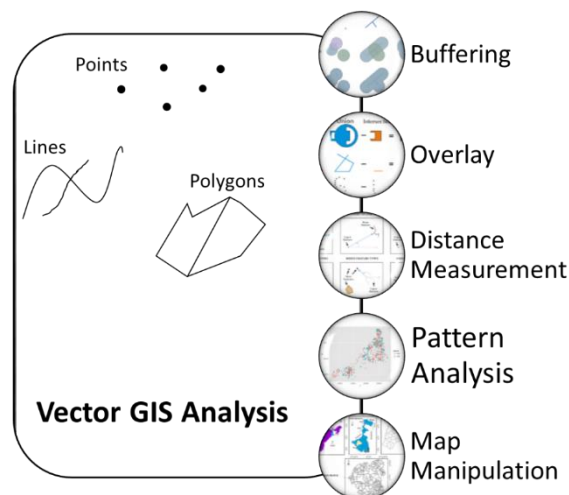 Points
Lines
Polygons
Vector GIS Analysis
Buffering
Overlay
Distance
Measurement
Pattern
Analysis
Map
Manipulation